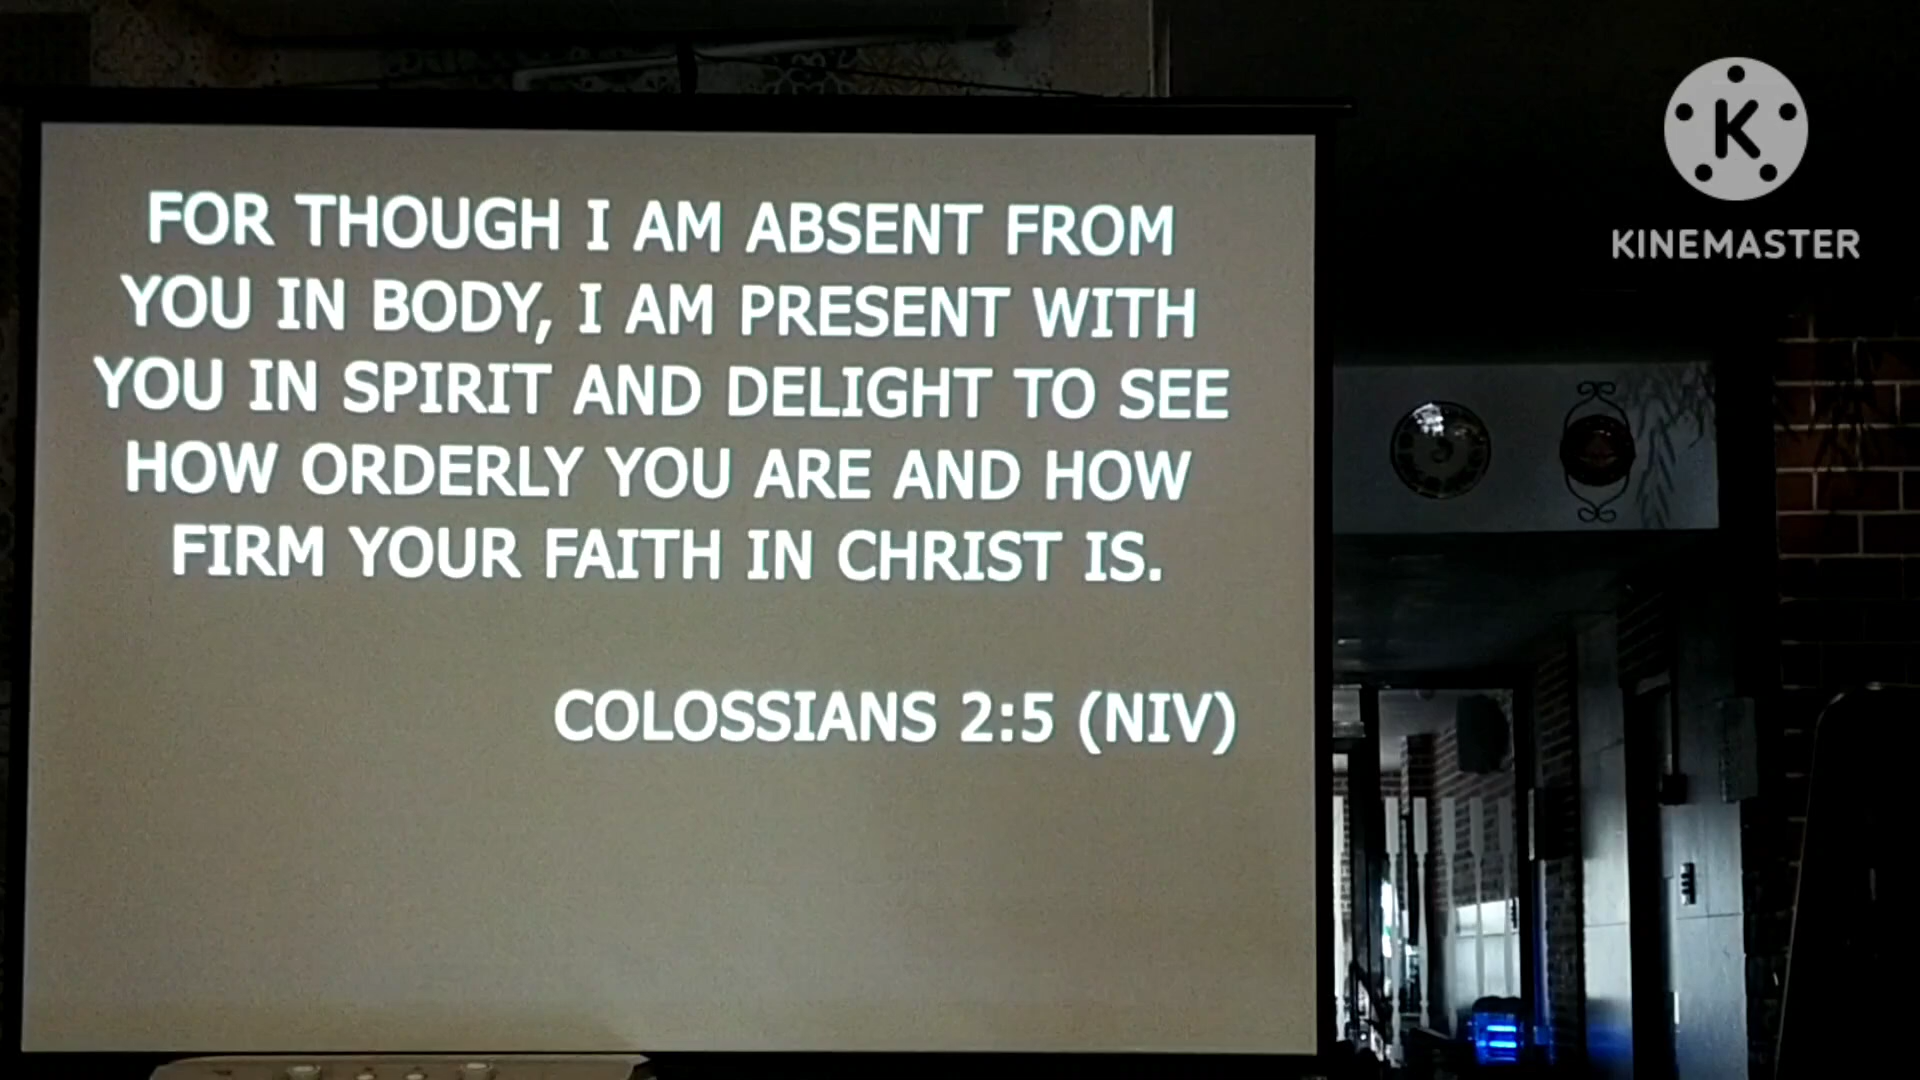 FOR THOUGH I AM ABSENT FROM
YOU IN BODY, I AM PRESENT WITH
YOU IN SPIRIT AND DELIGHT TO SEE
HOW ORDERLY YOU ARE AND HOW
FIRM YOUR FAITH IN CHRIST IS.
COLOSSIANS 2:5 (NIV)
K
KINEMASTER